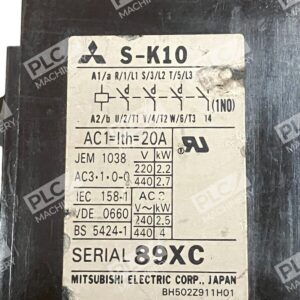 S-K10
A1/a R/1/L1 S/3/L2 T/5/L3
(1NO)
A2/b U/2/T1 V/4/T2 W/6/T3 14
AC1=Ith=20A
JEM 1038 V kW
AC3·1·0·0 220 2.2
440 2.7
IEC 158-1 AC3
VDE 0660 V~ kW
240 2.5
BS 5424-1 440 4
SERIAL 89XC
MITSUBISHI ELECTRIC CORP., JAPAN
BH502Z911H01